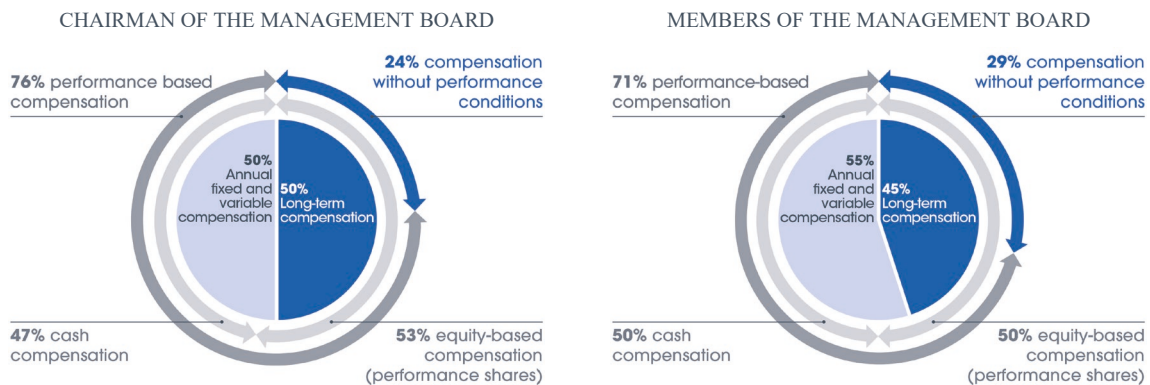 CHAIRMAN OF THE MANAGEMENT BOARD
76% performance based
compensation
24% compensation
without performance
conditions
50%
Annual
fixed and
variable
compensation
50%
Long-term
compensation
47% cash
compensation
53% equity-based
compensation
(performance shares)
MEMBERS OF THE MANAGEMENT BOARD
71% performance-based
compensation
29% compensation
without performance
conditions
55%
Annual
fixed and
variable
compensation
45%
Long-term
compensation
50% cash
compensation
50% equity-based
compensation
(performance shares)